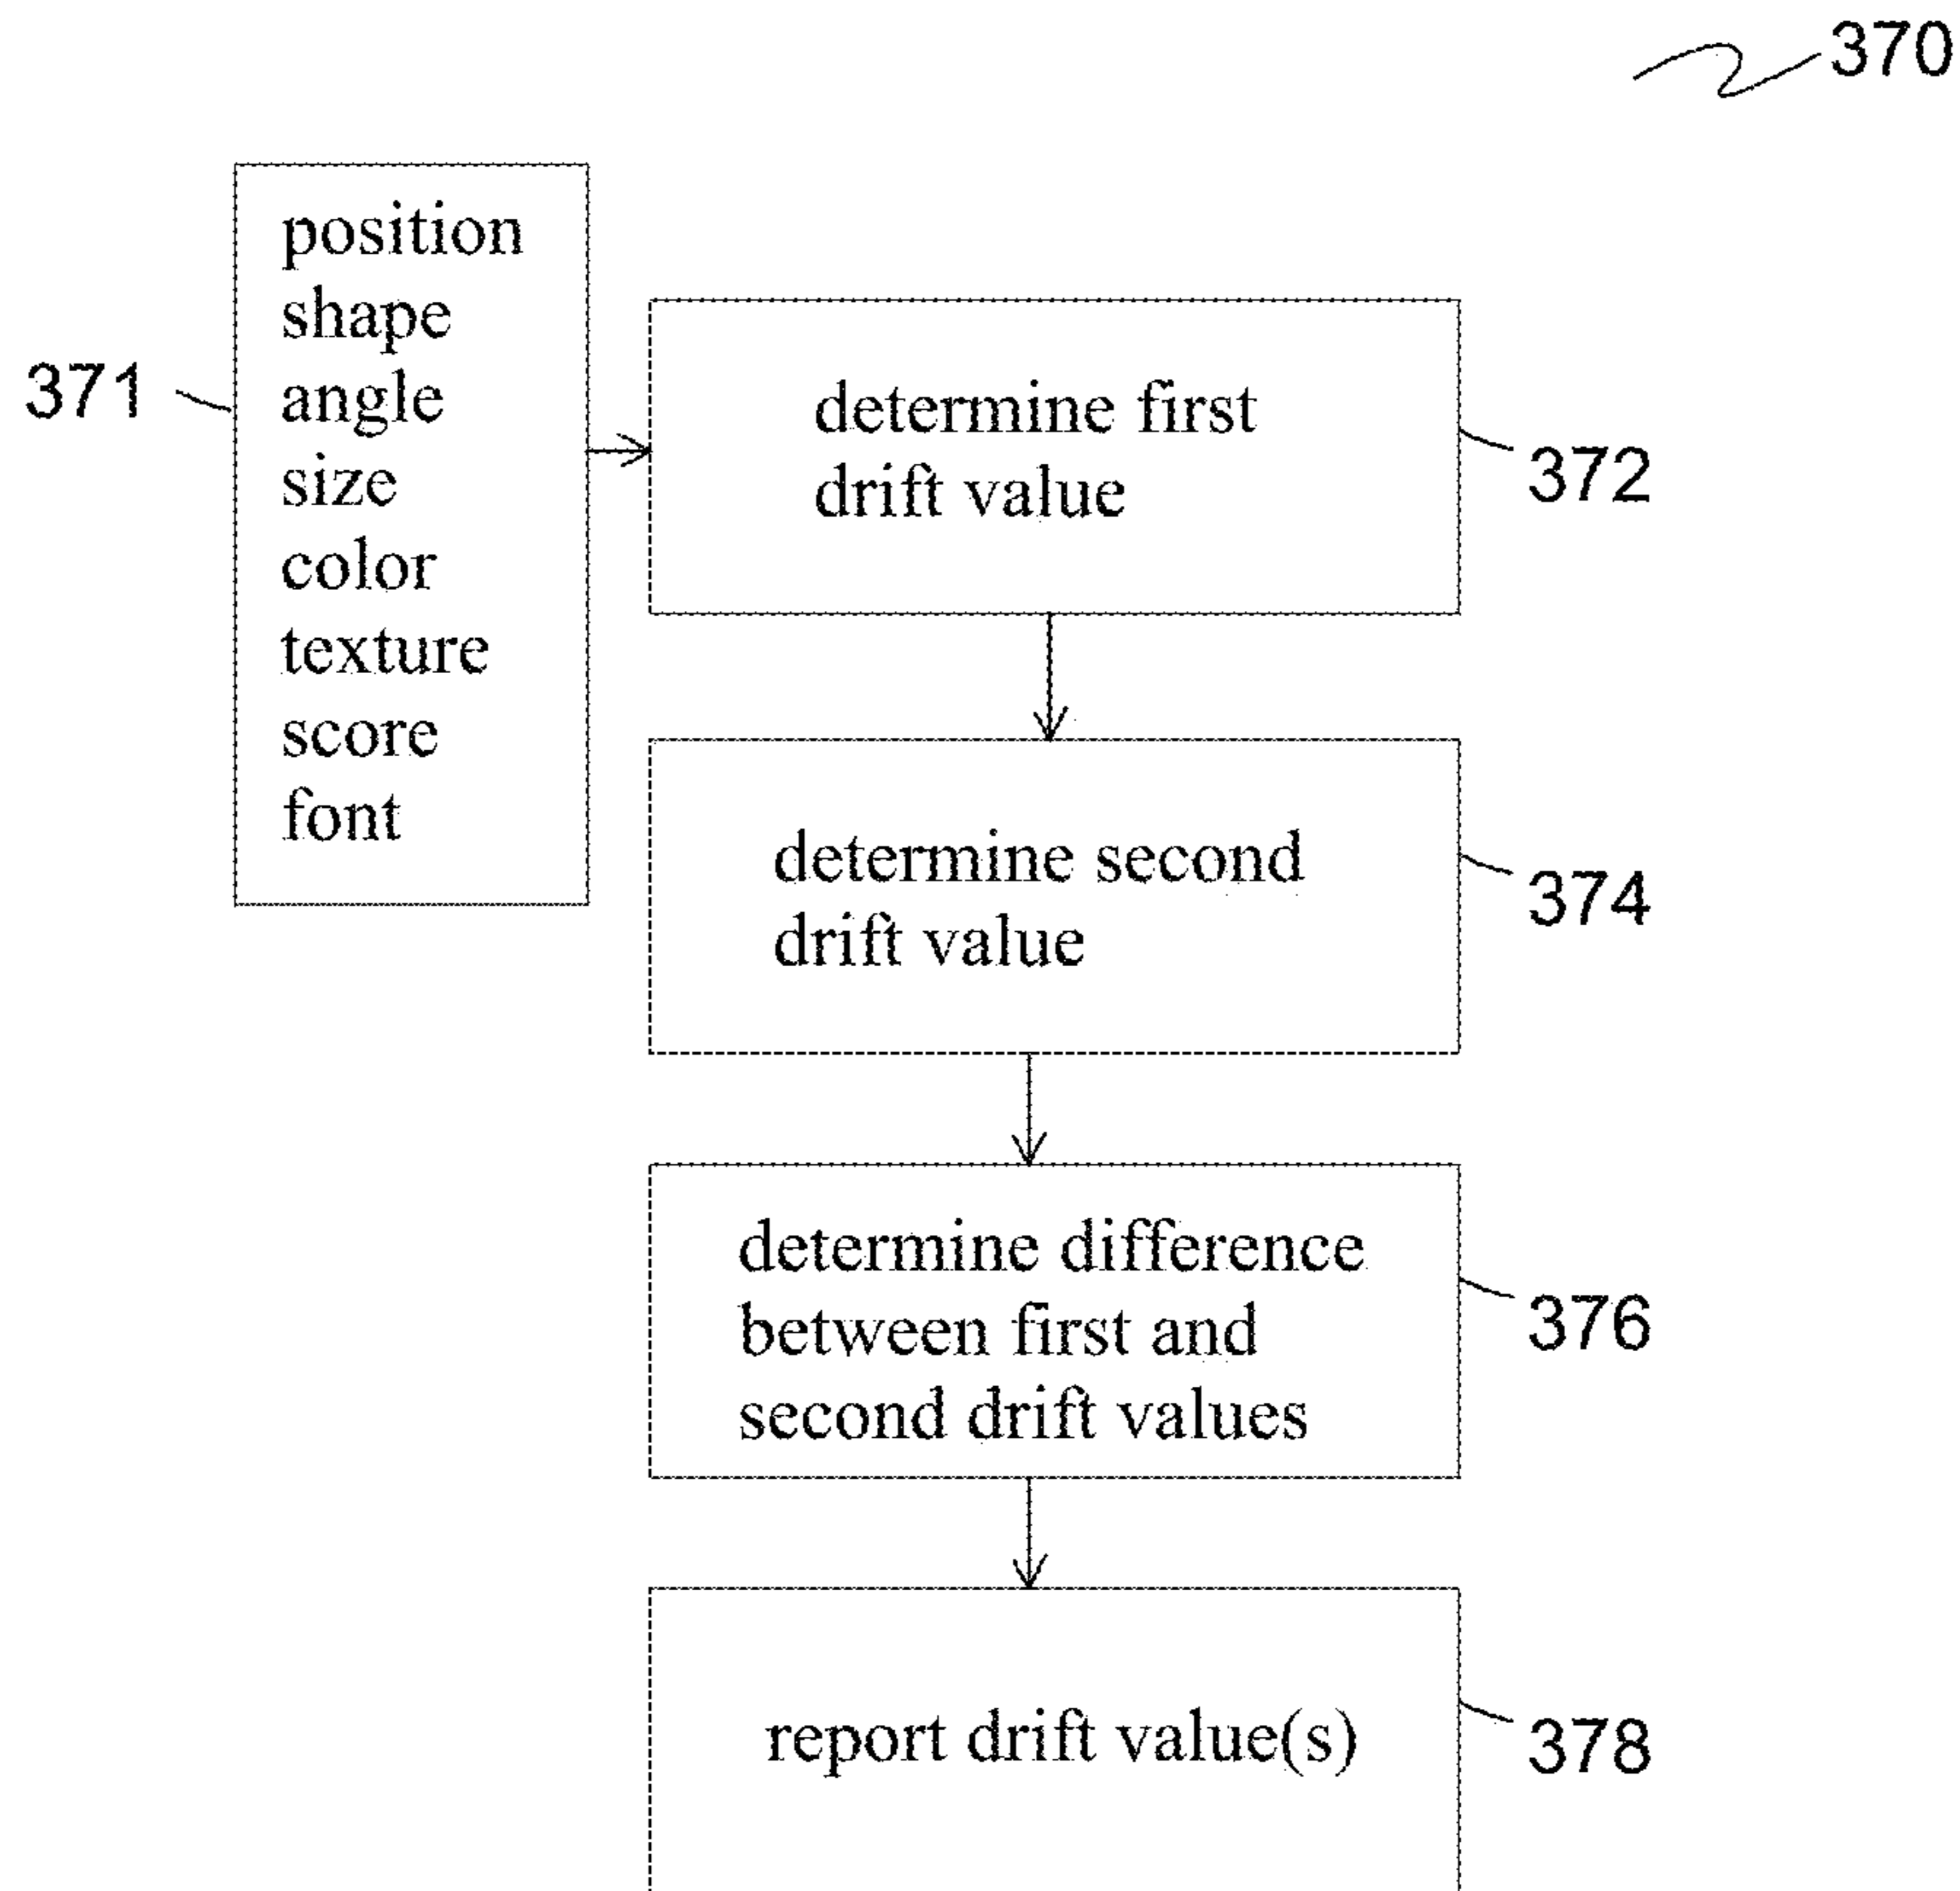 370
371
position
shape
angle
size
color
texture
score
font
determine first
drift value
372
determine second
drift value
374
determine difference
between first and
second drift values
376
report drift value(s)
378